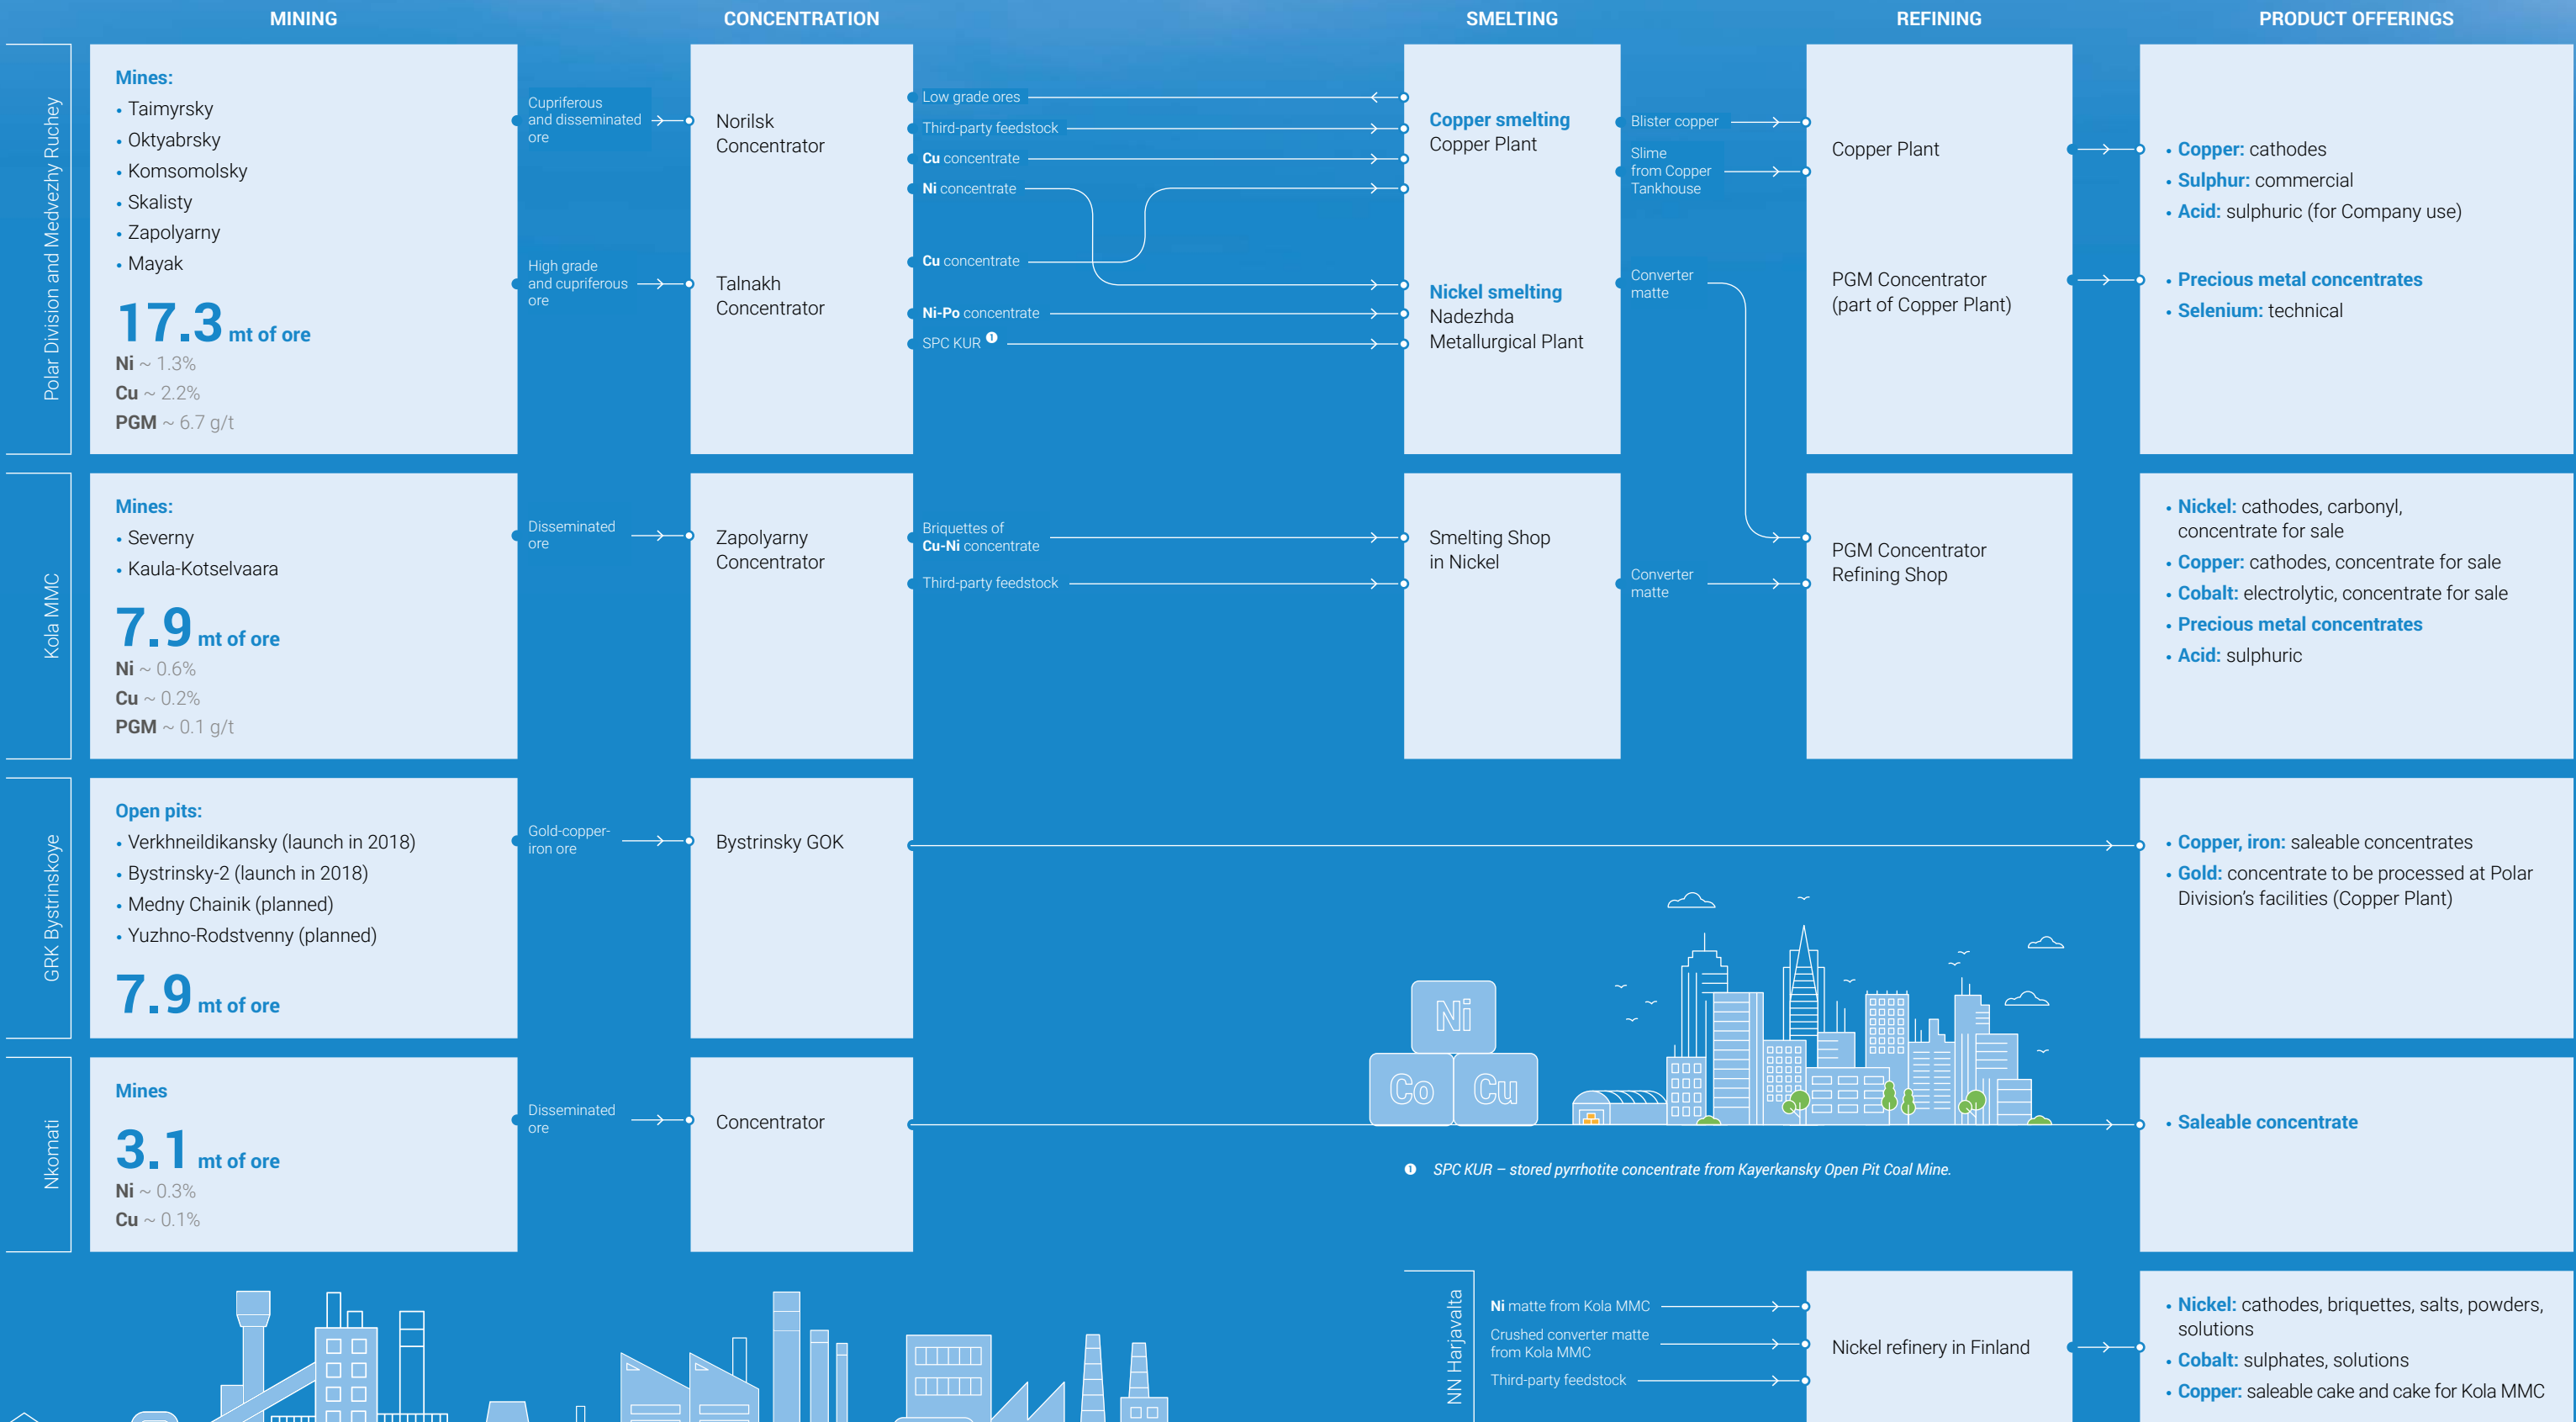 MINING
CONCENTRATION
SMELTING
REFINING
PRODUCT OFFERINGS
Polar Division and Medvezhy Ruchey
Mines:
• Taimyrsky
• Oktyabrsky
• Komsomolsky
• Skalisty
• Zapolyarny
• Mayak
17.3 mt of ore
Ni ~ 1.3%
Cu ~ 2.2%
PGM ~ 6.7 g/t
Cupriferous
and disseminated
ore
High grade
and cupriferous
ore
Norilsk
Concentrator
Talnakh
Concentrator
Low grade ores
Third-party feedstock
Cu concentrate
Ni concentrate
Cu concentrate
Ni-Po concentrate
SPC KUR ❶
Copper smelting
Copper Plant
Nickel smelting
Nadezhda
Metallurgical Plant
Blister copper
Slime
from Copper
Tankhouse
Converter
matte
Copper Plant
PGM Concentrator
(part of Copper Plant)
• Copper: cathodes
• Sulphur: commercial
• Acid: sulphuric (for Company use)
• Precious metal concentrates
• Selenium: technical
Kola MMC
Mines:
• Severny
• Kaula-Kotselvaara
7.9 mt of ore
Ni ~ 0.6%
Cu ~ 0.2%
PGM ~ 0.1 g/t
Disseminated
ore
Zapolyarny
Concentrator
Briquettes of
Cu-Ni concentrate
Third-party feedstock
Smelting Shop
in Nickel
Converter
matte
PGM Concentrator
Refining Shop
• Nickel: cathodes, carbonyl,
concentrate for sale
• Copper: cathodes, concentrate for sale
• Cobalt: electrolytic, concentrate for sale
• Precious metal concentrates
• Acid: sulphuric
GRK Bystrinskoye
Open pits:
• Verkhneildikansky (launch in 2018)
• Bystrinsky-2 (launch in 2018)
• Medny Chainik (planned)
• Yuzhno-Rodstvenny (planned)
7.9 mt of ore
Gold-copper-
iron ore
Bystrinsky GOK
• Copper, iron: saleable concentrates
• Gold: concentrate to be processed at Polar
Division's facilities (Copper Plant)
Ni
Co
Cu
Nkomati
Mines
3.1 mt of ore
Ni ~ 0.3%
Cu ~ 0.1%
Disseminated
ore
Concentrator
• Saleable concentrate
❶ SPC KUR – stored pyrrhotite concentrate from Kayerkansky Open Pit Coal Mine.
NN Harjavalta
Ni matte from Kola MMC
Crushed converter matte
from Kola MMC
Third-party feedstock
Nickel refinery in Finland
• Nickel: cathodes, briquettes, salts, powders,
solutions
• Cobalt: sulphates, solutions
• Copper: saleable cake and cake for Kola MMC